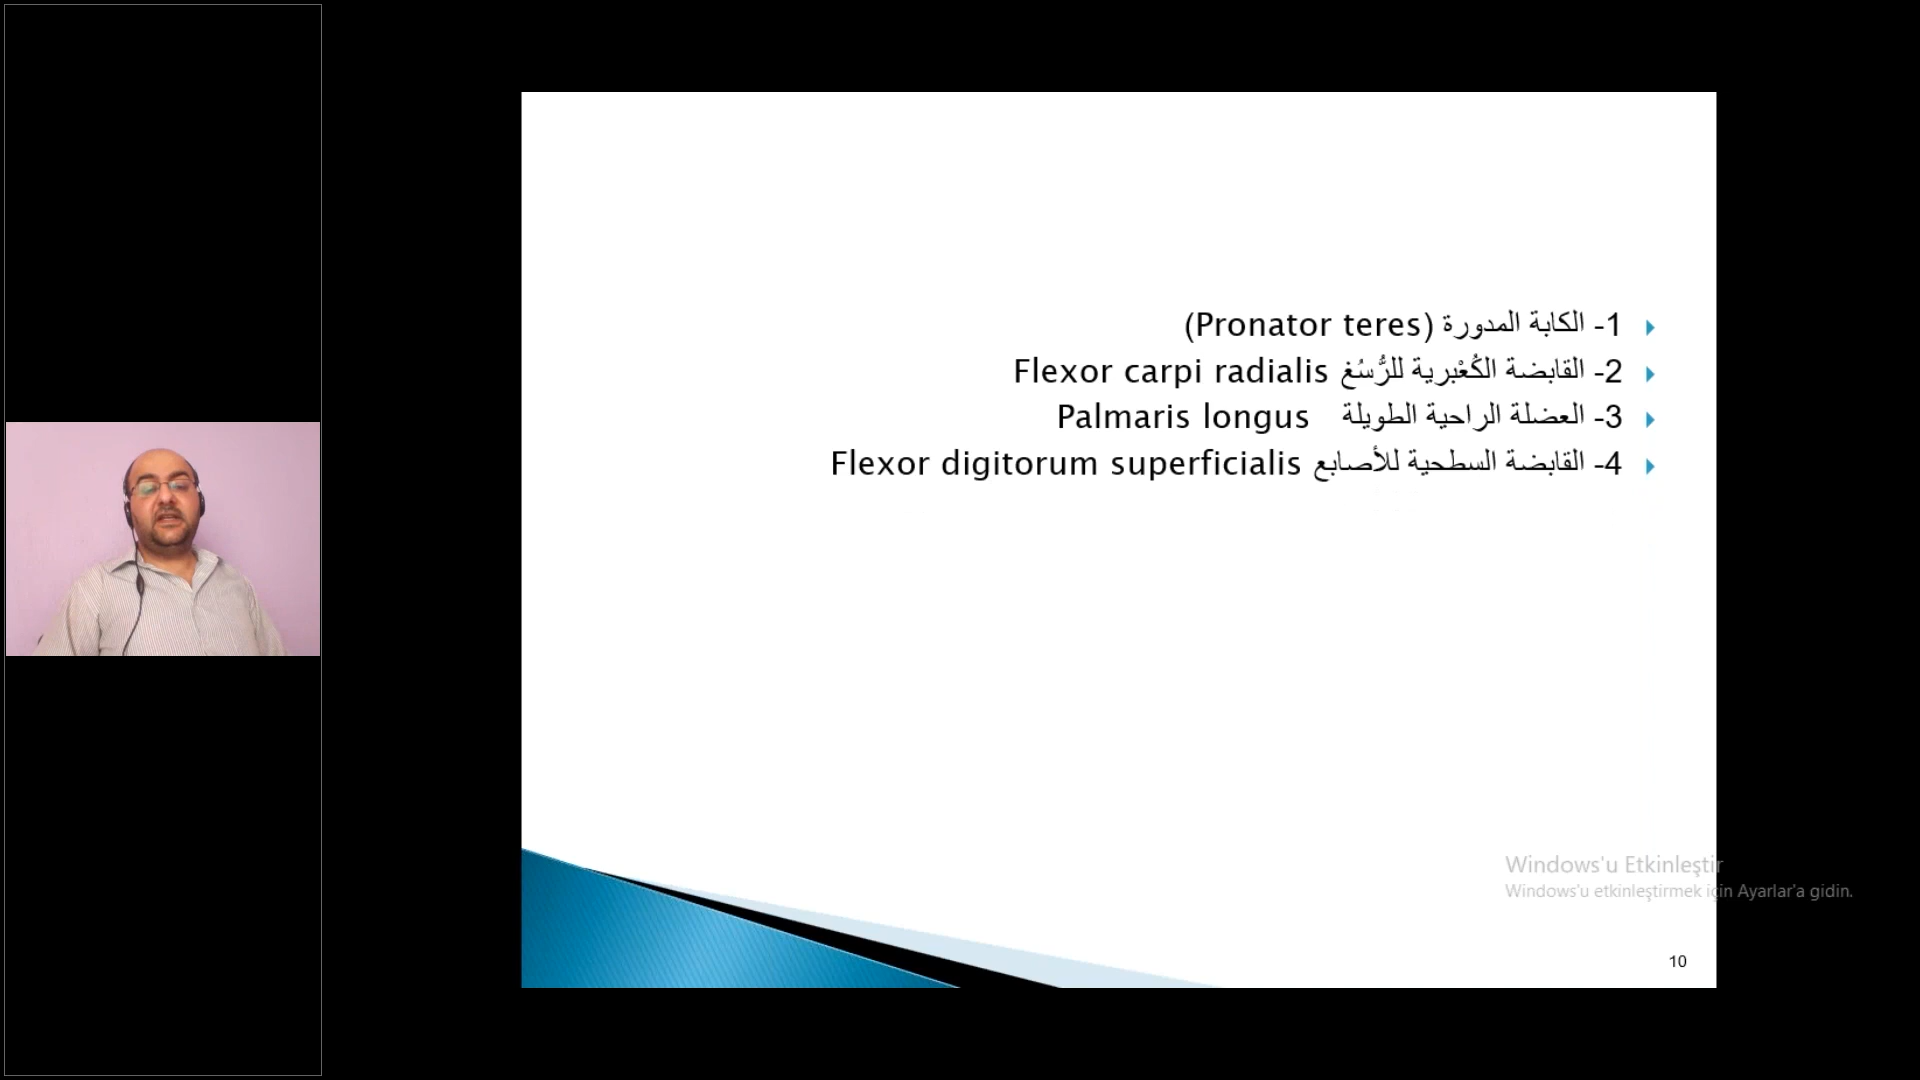 1- الكابة المدورة (Pronator teres)
2- القابضة الكُعْبرية للرُّسُغ Flexor carpi radialis
3- العضلة الراحية الطويلة Palmaris longus
4- القابضة السطحية للأصابع Flexor digitorum superficialis
Windows'u Etkinleştir
Windows'u etkinleştirmek için Ayarlar'a gidin.
10